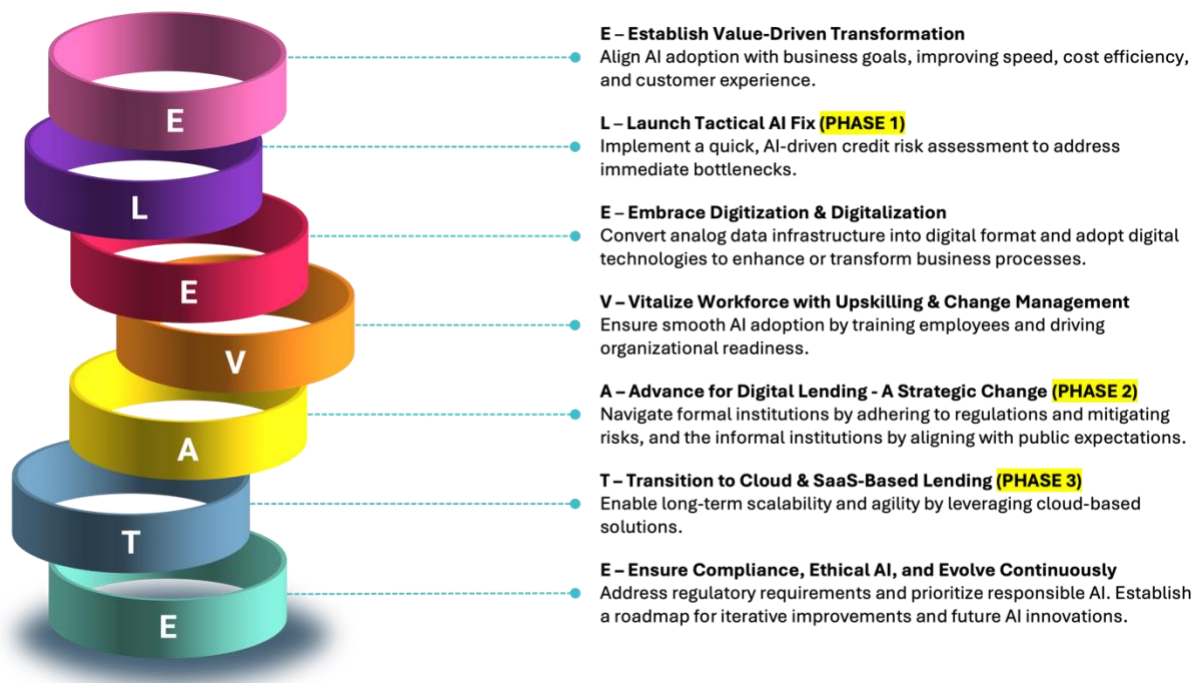 E
L
E
V
A
T
E
E – Establish Value-Driven Transformation
Align AI adoption with business goals, improving speed, cost efficiency,
and customer experience.
L – Launch Tactical AI Fix (PHASE 1)
Implement a quick, AI-driven credit risk assessment to address
immediate bottlenecks.
E – Embrace Digitization & Digitalization
Convert analog data infrastructure into digital format and adopt digital
technologies to enhance or transform business processes.
V – Vitalize Workforce with Upskilling & Change Management
Ensure smooth AI adoption by training employees and driving
organizational readiness.
A – Advance for Digital Lending - A Strategic Change (PHASE 2)
Navigate formal institutions by adhering to regulations and mitigating
risks, and the informal institutions by aligning with public expectations.
T – Transition to Cloud & SaaS-Based Lending (PHASE 3)
Enable long-term scalability and agility by leveraging cloud-based
solutions.
E – Ensure Compliance, Ethical AI, and Evolve Continuously
Address regulatory requirements and prioritize responsible AI. Establish
a roadmap for iterative improvements and future AI innovations.